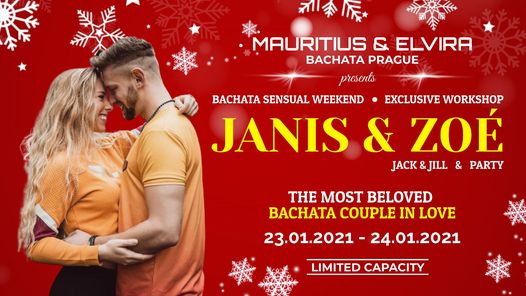 MAURITIUS & ELVIRA
BACHATA PRAGUE
presents
BACHATA SENSUAL WEEKEND • EXCLUSIVE WORKSHOP
JANIS & ZOÉ
JACK & JILL & PARTY
THE MOST BELOVED
BACHATA COUPLE IN LOVE
23.01.2021 - 24.01.2021
LIMITED CAPACITY